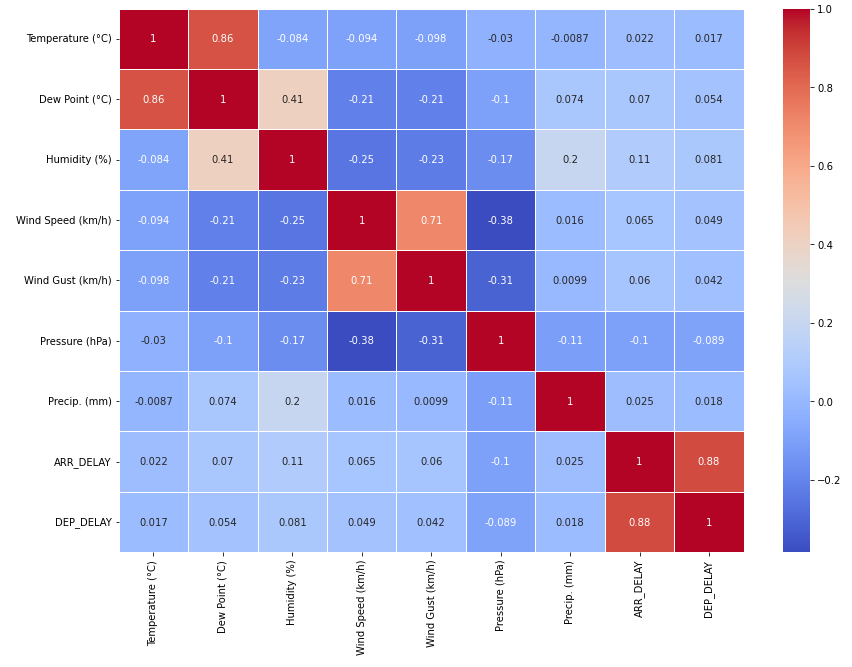 Temperature (°C) 1 0.86 -0.084 -0.094 -0.098 -0.03 -0.0087 0.022 0.017
Dew Point (°C) 0.86 1 0.41 -0.21 -0.21 -0.1 0.074 0.07 0.054
Humidity (%) -0.084 0.41 1 -0.25 -0.23 -0.17 0.2 0.11 0.081
Wind Speed (km/h) -0.094 -0.21 -0.25 1 0.71 -0.38 0.016 0.065 0.049
Wind Gust (km/h) -0.098 -0.21 -0.23 0.71 1 -0.31 0.0099 0.06 0.042
Pressure (hPa) -0.03 -0.1 -0.17 -0.38 -0.31 1 -0.11 -0.1 -0.089
Precip. (mm) -0.0087 0.074 0.2 0.016 0.0099 -0.11 1 0.025 0.018
ARR_DELAY 0.022 0.07 0.11 0.065 0.06 -0.1 0.025 1 0.88
DEP_DELAY 0.017 0.054 0.081 0.049 0.042 -0.089 0.018 0.88 1
Temperature (°C)
Dew Point (°C)
Humidity (%)
Wind Speed (km/h)
Wind Gust (km/h)
Pressure (hPa)
Precip. (mm)
ARR_DELAY
DEP_DELAY
1.0
0.8
0.6
0.4
0.2
0.0
−0.2